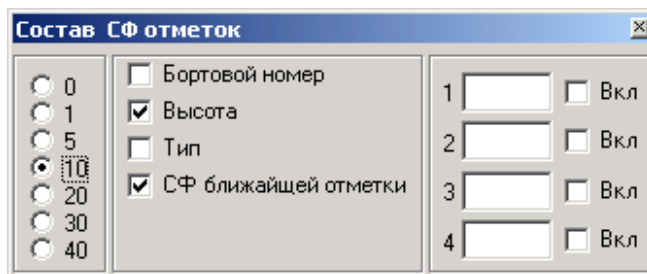 Состав СФ отметок
0
1
5
10
20
30
40
Бортовой номер
Высота
Тип
СФ ближайщей отметки
1 Вкл
2 Вкл
3 Вкл
4 Вкл